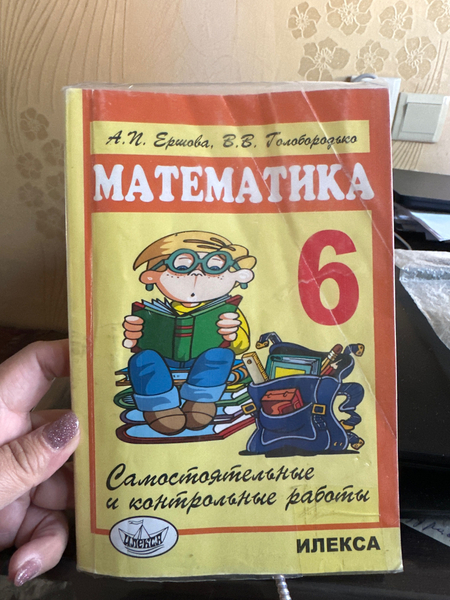 А.П. Ершова, В.В. Голобородько
МАТЕМАТИКА
6
Самостоятельные
и контрольные работы
ИЛЕКСА
ИЛЕКСА